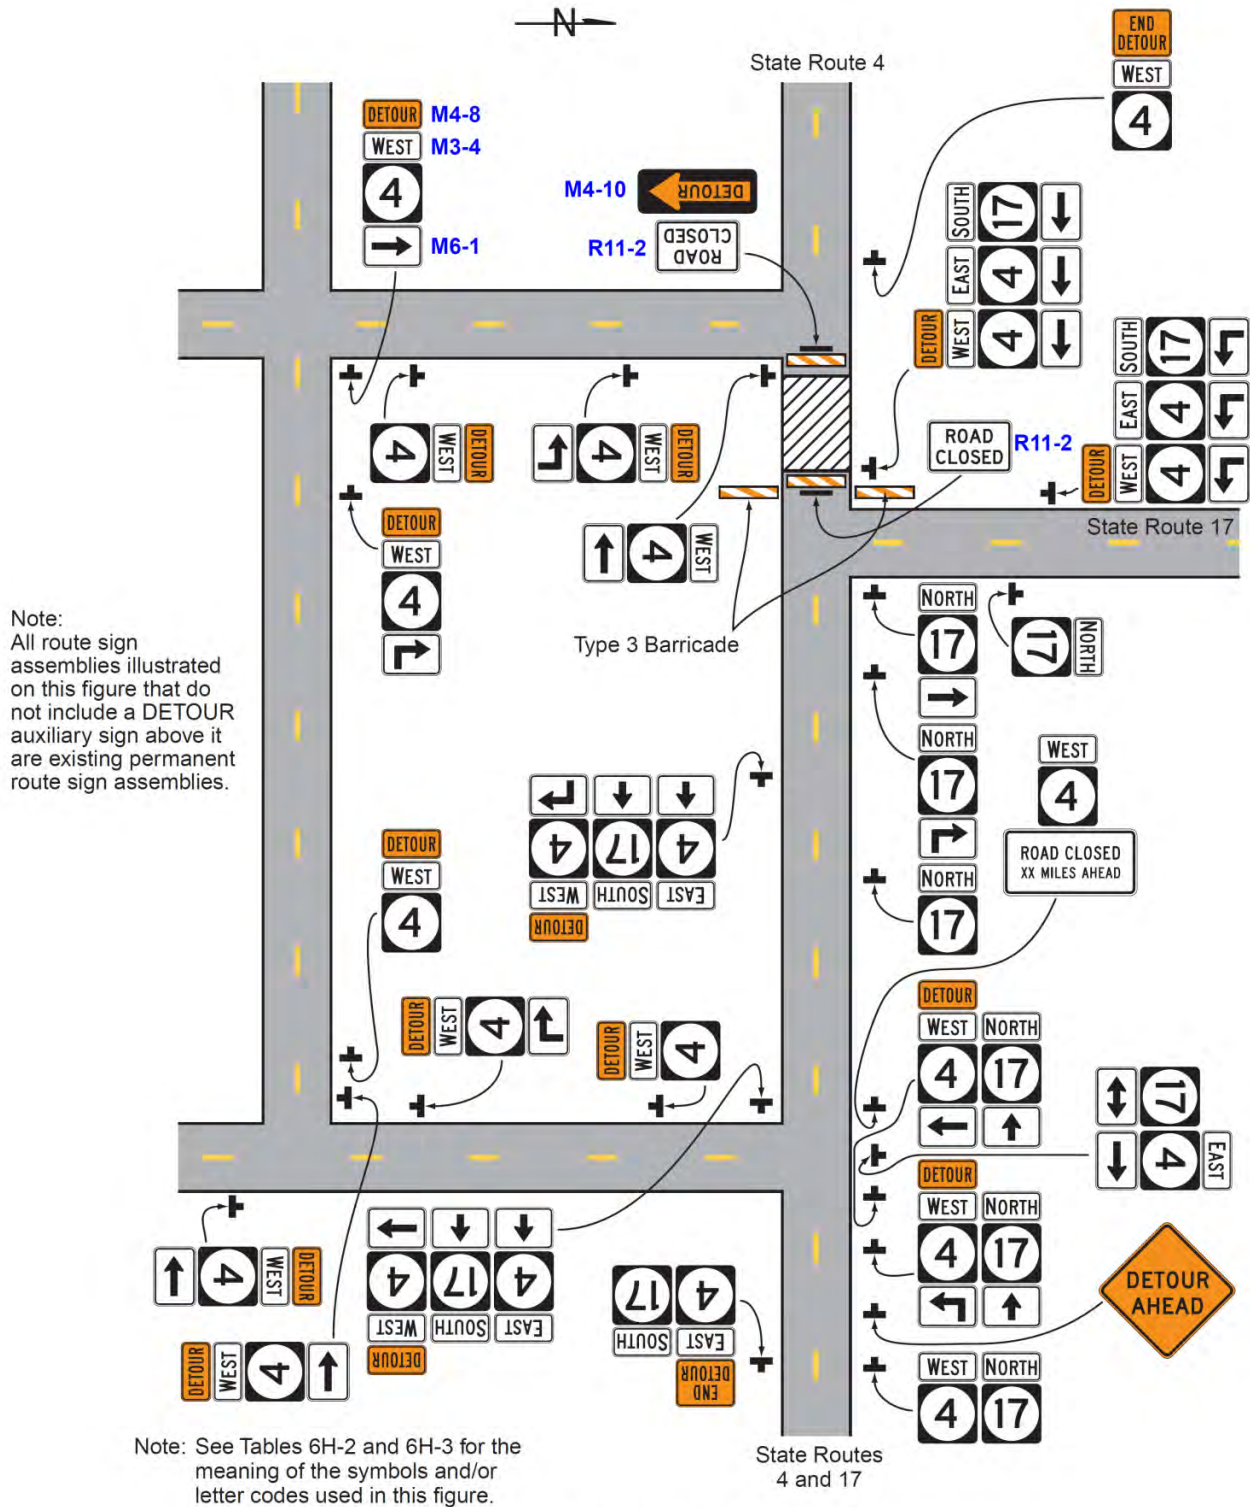 N
State Route 4
END
DETOUR
WEST
4
DETOUR M4-8
WEST M3-4
4
M6-1
M4-10 DETOUR
R11-2 ROAD
CLOSED
SOUTH 17
EAST 4
DETOUR WEST 4
SOUTH 17
EAST 4
DETOUR WEST 4
ROAD
CLOSED
R11-2
State Route 17
4 WEST DETOUR
4 WEST DETOUR
4 WEST
DETOUR
WEST
4
Type 3 Barricade
NORTH
17
17 NORTH
NORTH
17
NORTH
17
Note:
All route sign
assemblies illustrated
on this figure that do
not include a DETOUR
auxiliary sign above it
are existing permanent
route sign assemblies.
WEST
4
ROAD CLOSED
XX MILES AHEAD
4 17 4
WEST SOUTH EAST
DETOUR
DETOUR
WEST
4
DETOUR WEST 4
DETOUR WEST 4
DETOUR
WEST NORTH
4 17
17
4 EAST
DETOUR
WEST NORTH
4 17
DETOUR
AHEAD
4 WEST DETOUR
DETOUR WEST 4
4 17 4
WEST SOUTH EAST
DETOUR
17 4
SOUTH EAST
END
DETOUR
WEST NORTH
4 17
State Routes
4 and 17
Note: See Tables 6H-2 and 6H-3 for the
meaning of the symbols and/or
letter codes used in this figure.